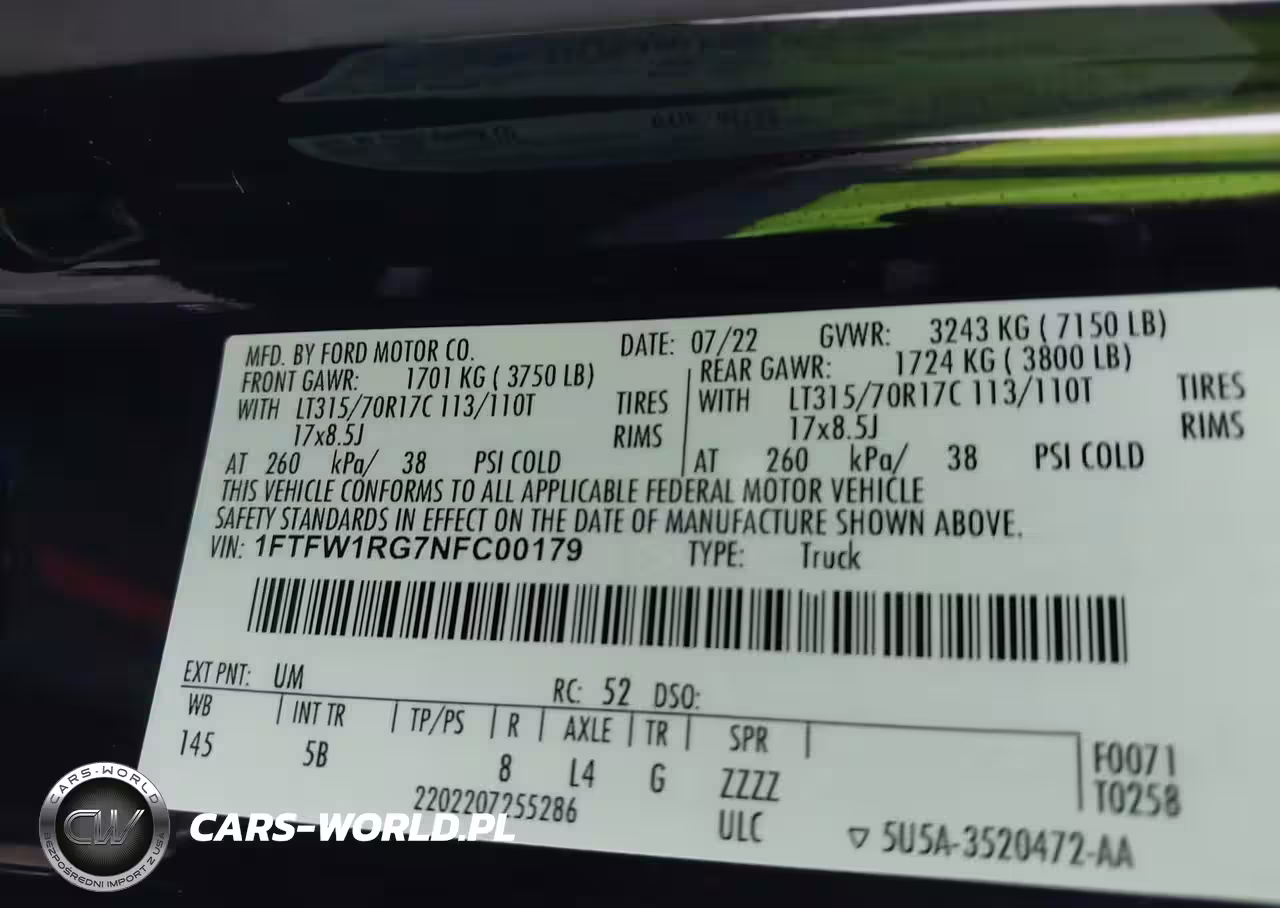 MFD. BY FORD MOTOR CO. DATE: 07/22 GVWR: 3243 KG ( 7150 LB)
FRONT GAWR: 1701 KG ( 3750 LB) REAR GAWR: 1724 KG ( 3800 LB)
WITH LT315/70R17C 113/110T TIRES WITH LT315/70R17C 113/110T TIRES
17x8.5J RIMS 17x8.5J RIMS
AT 260 kPa/ 38 PSI COLD AT 260 kPa/ 38 PSI COLD
THIS VEHICLE CONFORMS TO ALL APPLICABLE FEDERAL MOTOR VEHICLE
SAFETY STANDARDS IN EFFECT ON THE DATE OF MANUFACTURE SHOWN ABOVE.
VIN: 1FTFW1RG7NFC00179 TYPE: Truck
EXT PNT: UM RC: 52 DSO:
WB INT TR TP/PS R AXLE TR SPR F0071
145 5B 8 L4 G ZZZZ T0258
2202207255286 ULC ▽ 5U5A-3520472-AA
CARS-WORLD
CW
BEZPOŚREDNI IMPORT Z USA
CARS-WORLD.PL